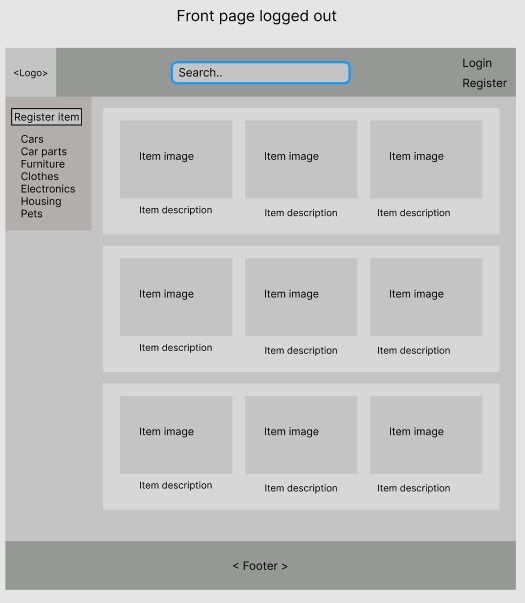 Front page logged out
<Logo>
Search..
Login
Register
Register item
Cars
Car parts
Furniture
Clothes
Electronics
Housing
Pets
Item image
Item image
Item image
Item description
Item description
Item description
Item image
Item image
Item image
Item description
Item description
Item description
Item image
Item image
Item image
Item description
Item description
Item description
< Footer >